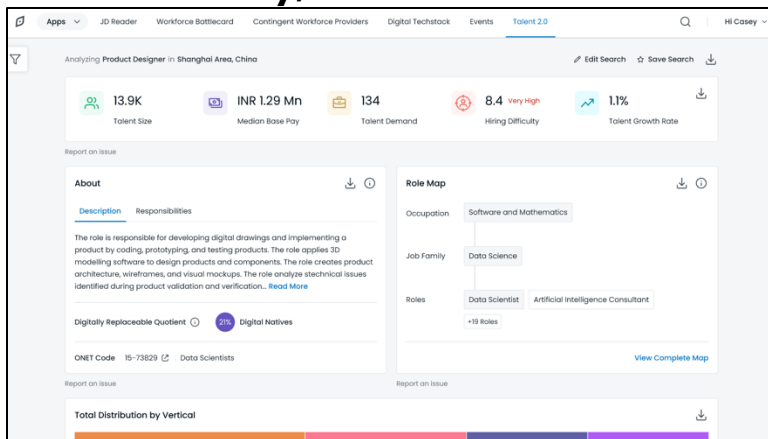 Apps JD Reader Workforce Battlecard Contingent Workforce Providers Digital Techstack Events Talent 2.0 Hi Casey
Analyzing Product Designer in Shanghai Area, China Edit Search Save Search
13.9K INR 1.29 Mn 134 8.4 Very High 1.1%
Talent Size Median Base Pay Talent Demand Hiring Difficulty Talent Growth Rate
Report an issue
About
Description Responsibilities
The role is responsible for developing digital drawings and implementing a
product by coding, prototyping, and testing products. The role applies 3D
modelling software to design products and components. The role creates product
architecture, wireframes, and visual mockups. The role analyze stechnical issues
identified during product validation and verification... Read More
Digitally Replaceable Quotient 21% Digital Natives
ONET Code 15-73829 Data Scientists
Report an issue
Role Map
Occupation Software and Mathematics
Job Family Data Science
Roles Data Scientist Artificial Intelligence Consultant
+19 Roles
View Complete Map
Report an issue
Total Distribution by Vertical